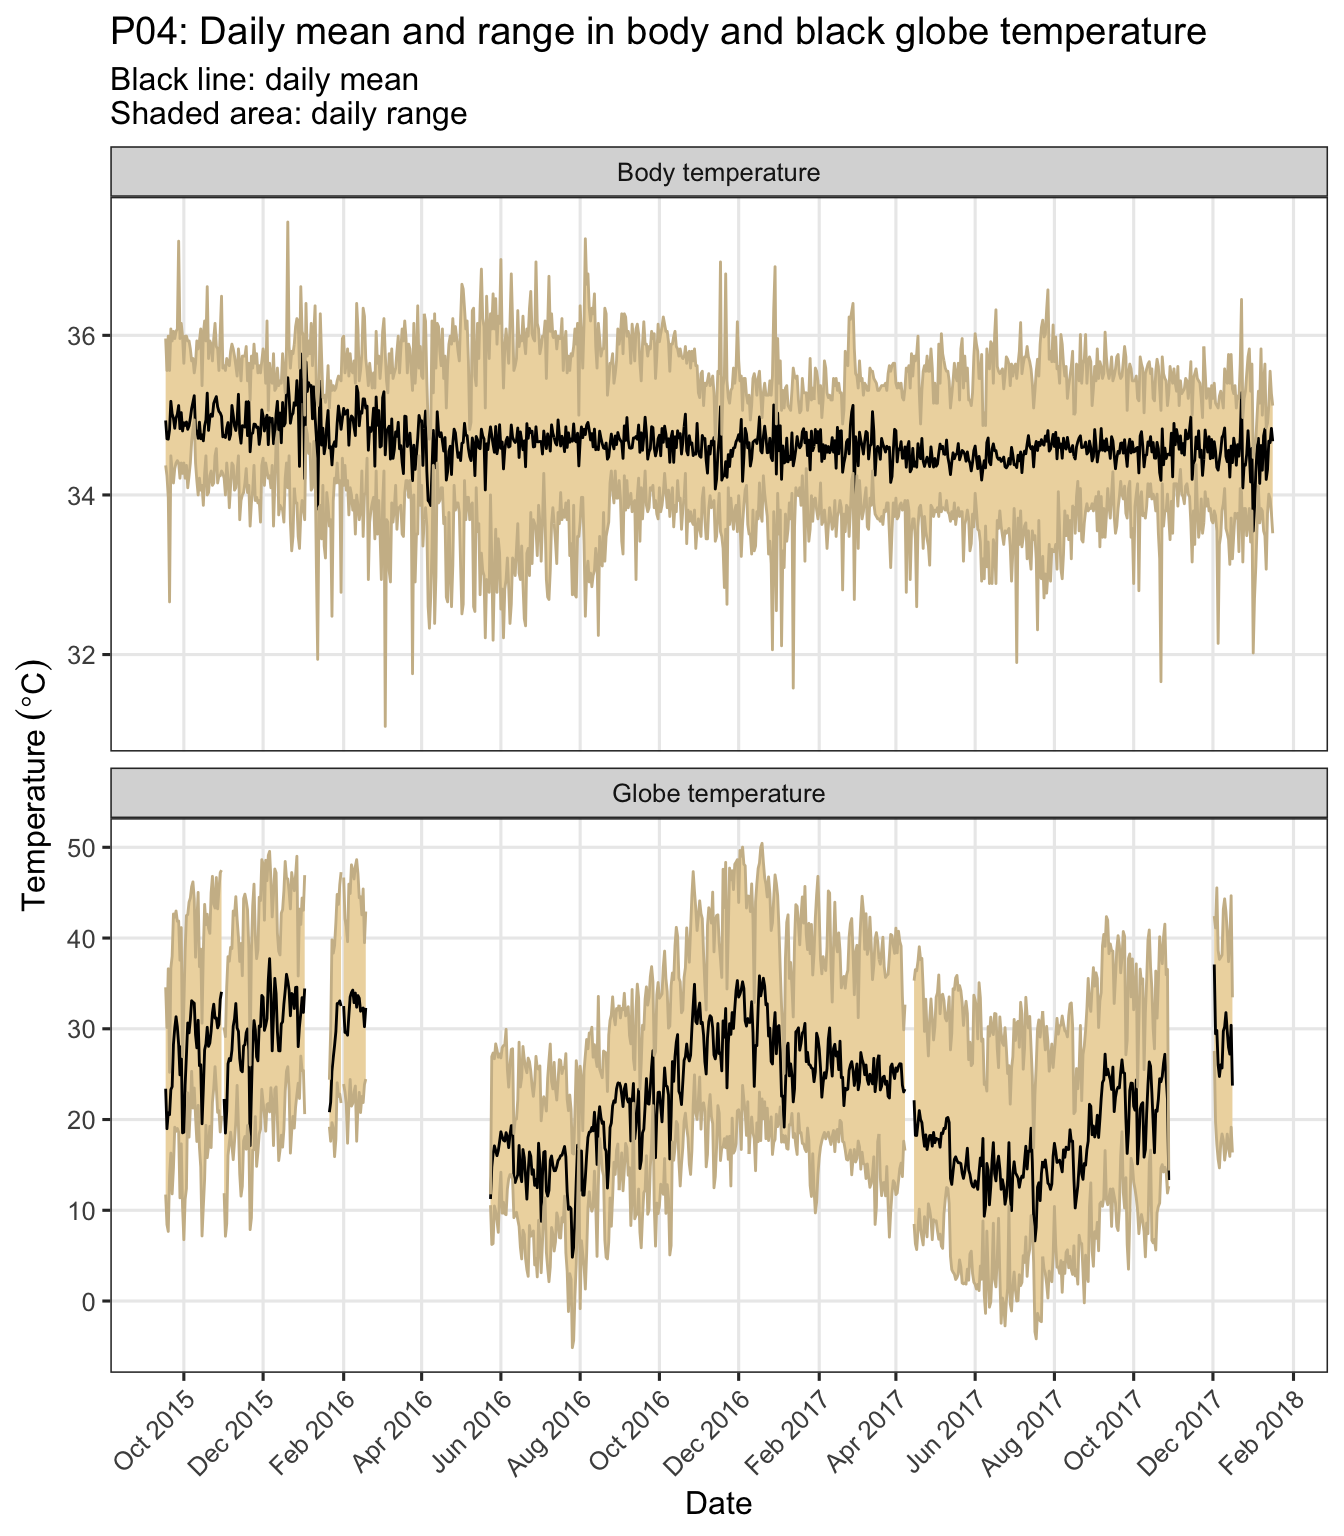 P04: Daily mean and range in body and black globe temperature
Black line: daily mean
Shaded area: daily range
Body temperature
36
34
32
Temperature (°C)
Globe temperature
50
40
30
20
10
0
Oct 2015
Dec 2015
Feb 2016
Apr 2016
Jun 2016
Aug 2016
Oct 2016
Dec 2016
Feb 2017
Apr 2017
Jun 2017
Aug 2017
Oct 2017
Dec 2017
Feb 2018
Date